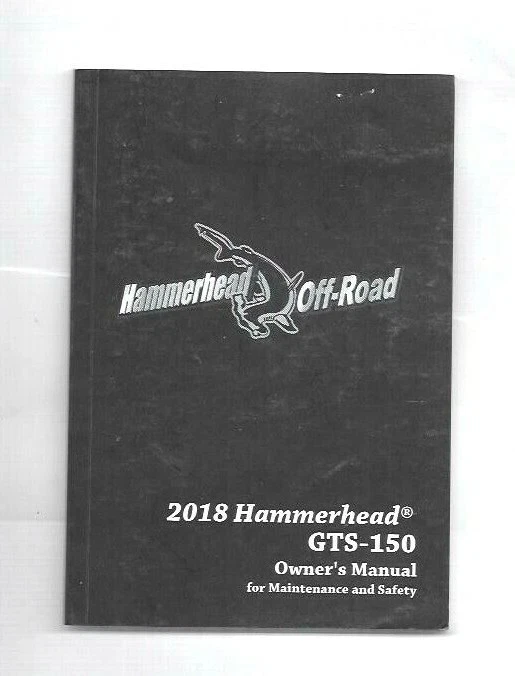 Hammerhead Off-Road
2018 Hammerhead®
GTS-150
Owner's Manual
for Maintenance and Safety